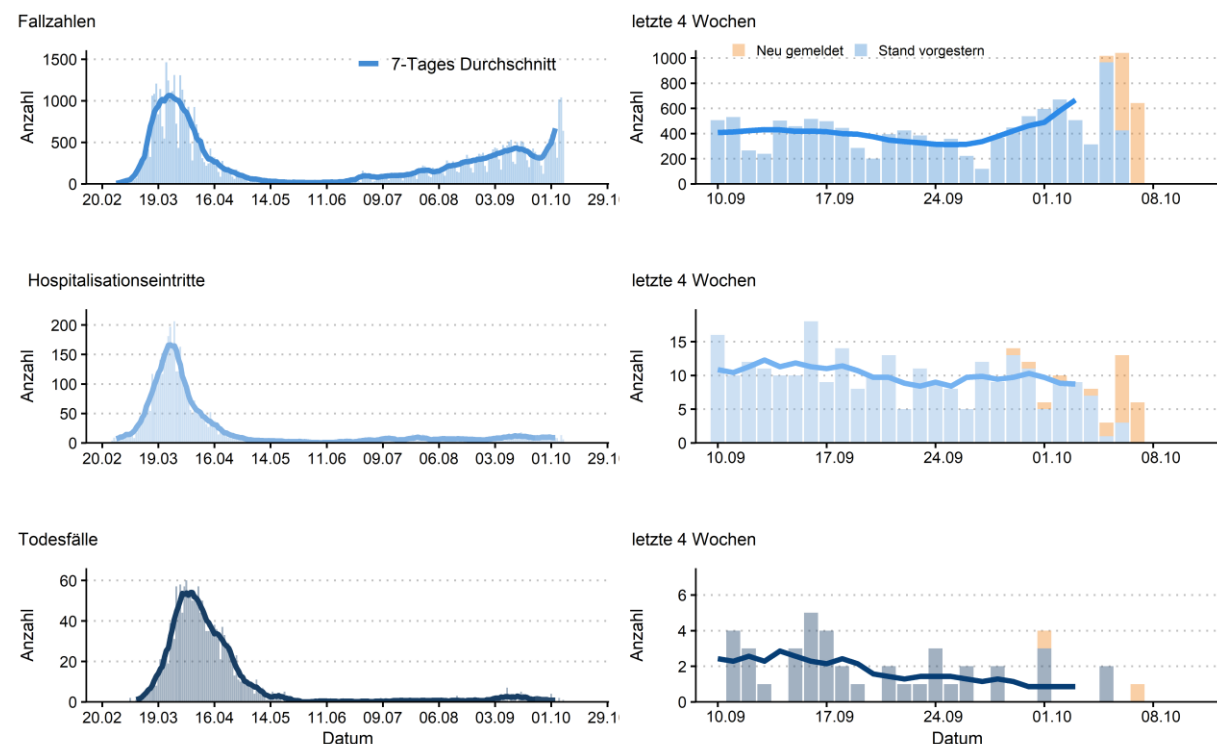 Fallzahlen
Anzahl
1500
1000
500
0
7-Tages Durchschnitt
20.02 19.03 16.04 14.05 11.06 09.07 06.08 03.09 01.10 29.1
letzte 4 Wochen
Anzahl
1000
800
600
400
200
0
Neu gemeldet Stand vorgestern
10.09 17.09 24.09 01.10 08.10
Hospitalisationseintritte
Anzahl
200
150
100
50
0
20.02 19.03 16.04 14.05 11.06 09.07 06.08 03.09 01.10 29.1
letzte 4 Wochen
Anzahl
15
10
5
0
10.09 17.09 24.09 01.10 08.10
Todesfälle
Anzahl
60
40
20
0
20.02 19.03 16.04 14.05 11.06 09.07 06.08 03.09 01.10 29.1
Datum
letzte 4 Wochen
Anzahl
6
4
2
0
10.09 17.09 24.09 01.10 08.10
Datum